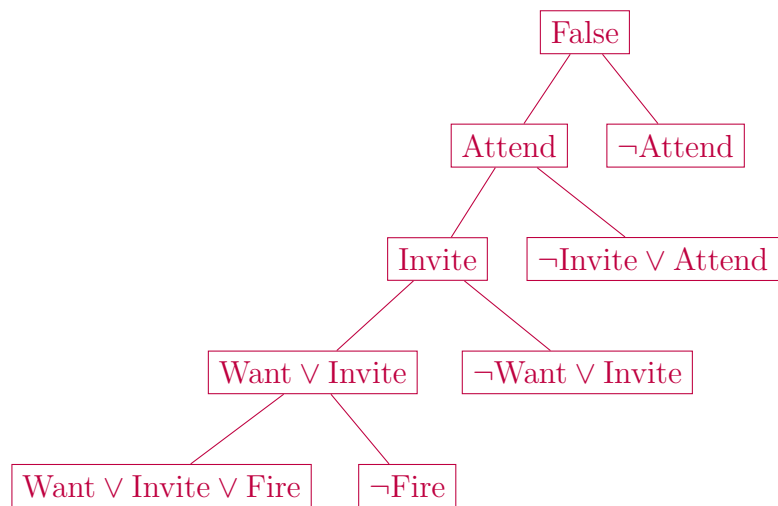 False
Attend
¬Attend
Invite
¬Invite ∨ Attend
Want ∨ Invite
¬Want ∨ Invite
Want ∨ Invite ∨ Fire
¬Fire